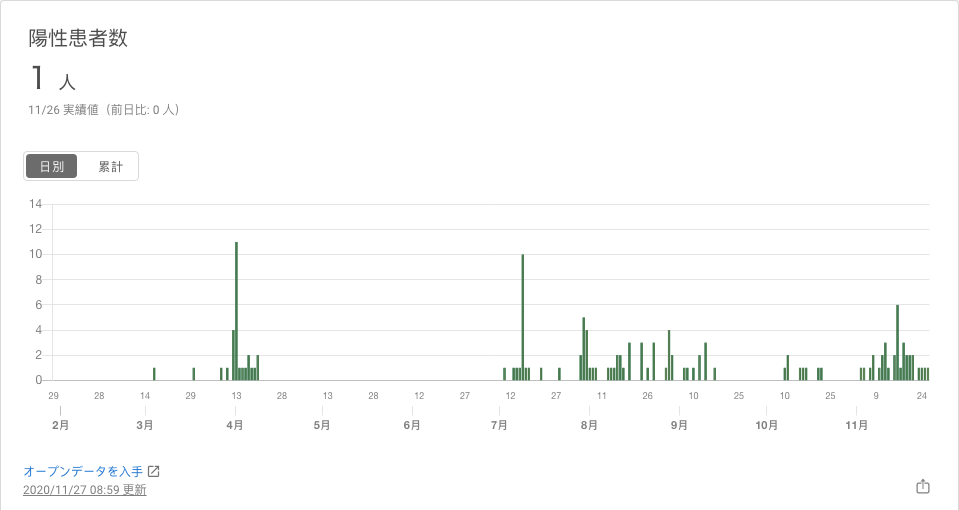 陽性患者数
1 人
11/26 実績値（前日比: 0 人）
日別 累計
14
12
10
8
6
4
2
0
29 28 14 29 13 28 13 28 12 27 12 27 11 26 10 25 10 25 9 24
2月 3月 4月 5月 6月 7月 8月 9月 10月 11月
オープンデータを入手
2020/11/27 08:59 更新